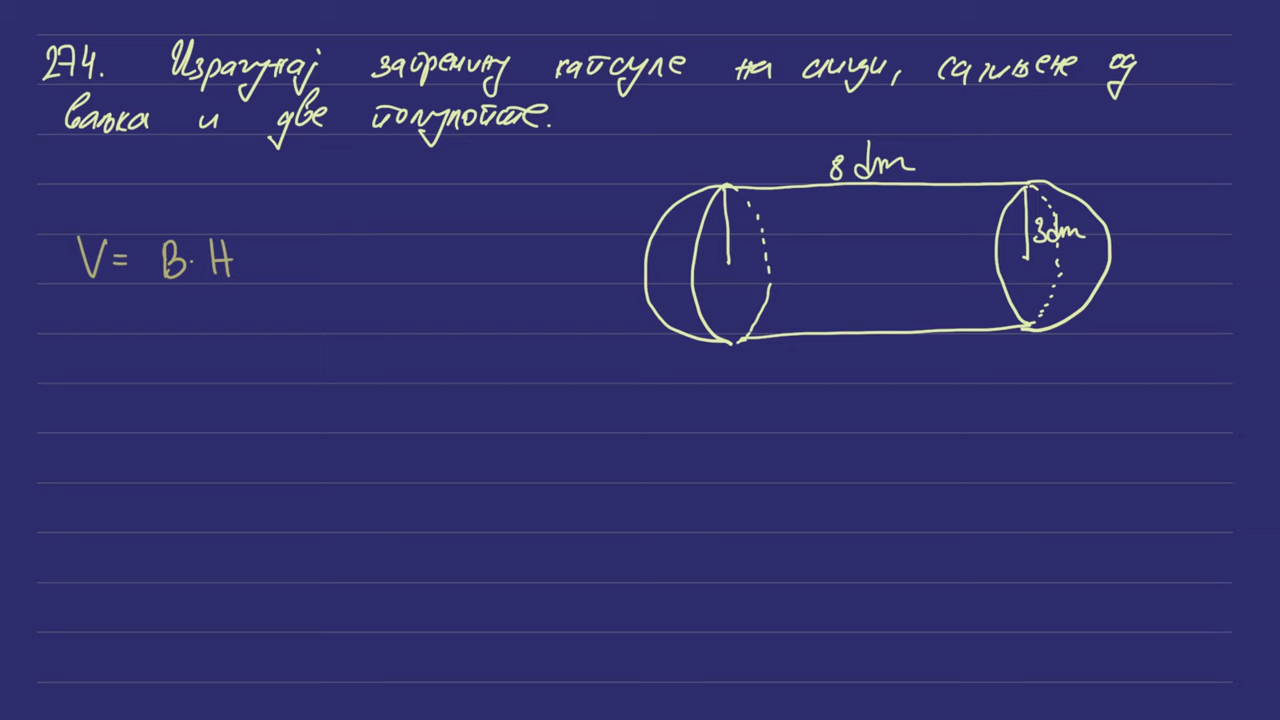 274. Израчунај запремину капсуле на слици, сачињене од
ваљка и две полулопте.
8 dm
3dm
V = B · H